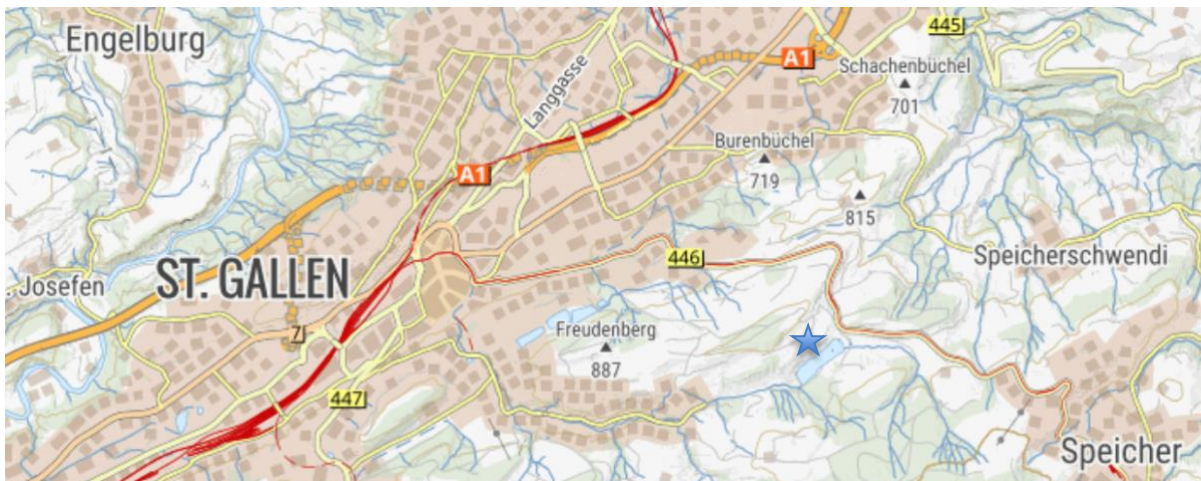 Engelburg
445
A1
Schachenbüchel
701
Langgasse
Burenbüchel
719
A1
815
446
Speicherschwendi
ST. GALLEN
. Josefen
Freudenberg
887
7
447
Speicher